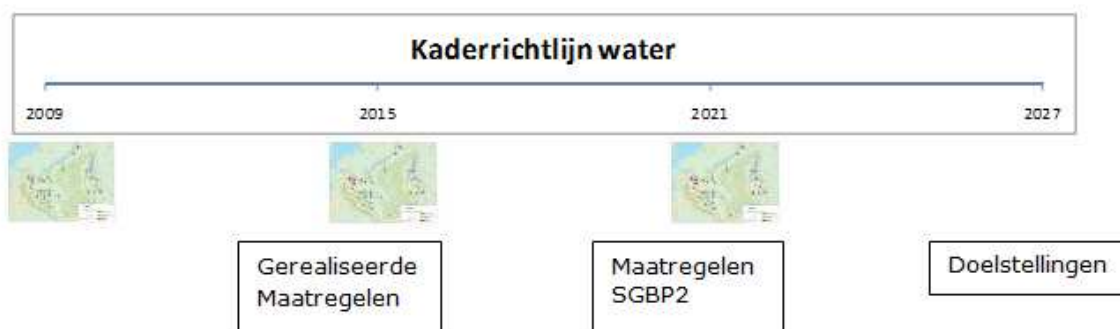 Kaderrichtlijn water
2009 2015 2021 2027
Gerealiseerde
Maatregelen
Maatregelen
SGBP2
Doelstellingen